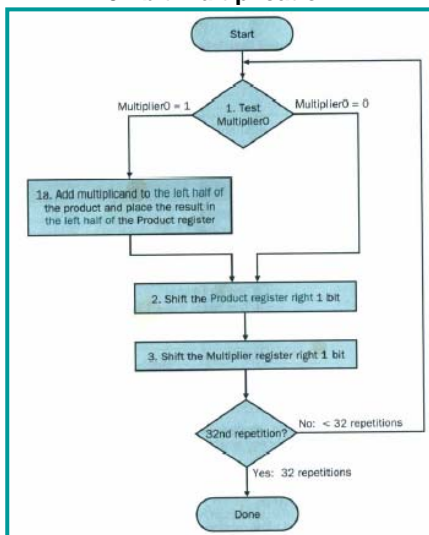 Start
Multiplier0 = 1
1. Test
Multiplier0
Multiplier0 = 0
1a. Add multiplicand to the left half of
the product and place the result in
the left half of the Product register
2. Shift the Product register right 1 bit
3. Shift the Multiplier register right 1 bit
32nd repetition?
No: < 32 repetitions
Yes: 32 repetitions
Done